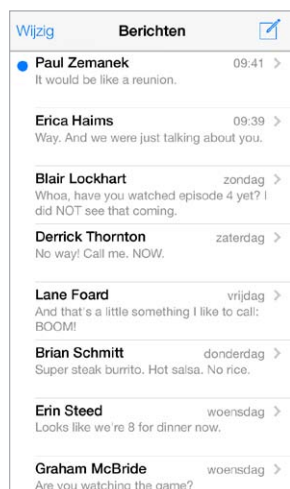 Wijzig Berichten
Paul Zemanek 09:41
It would be like a reunion.
Erica Haims 09:39
Way. And we were just talking about you.
Blair Lockhart zondag
Whoa, have you watched episode 4 yet? I
did NOT see that coming.
Derrick Thornton zaterdag
No way! Call me. NOW.
Lane Foard vrijdag
And that's a little something I like to call:
BOOM!
Brian Schmitt donderdag
Super steak burrito. Hot salsa. No rice.
Erin Steed woensdag
Looks like we're 8 for dinner now.
Graham McBride woensdag
Are you watching the game?